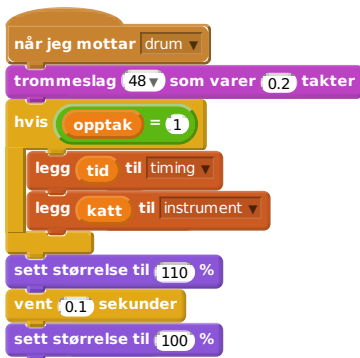 når jeg mottar drum
trommeslag 48 som varer 0.2 takter
hvis opptak = 1
legg tid til timing
legg katt til instrument
sett størrelse til 110 %
vent 0.1 sekunder
sett størrelse til 100 %